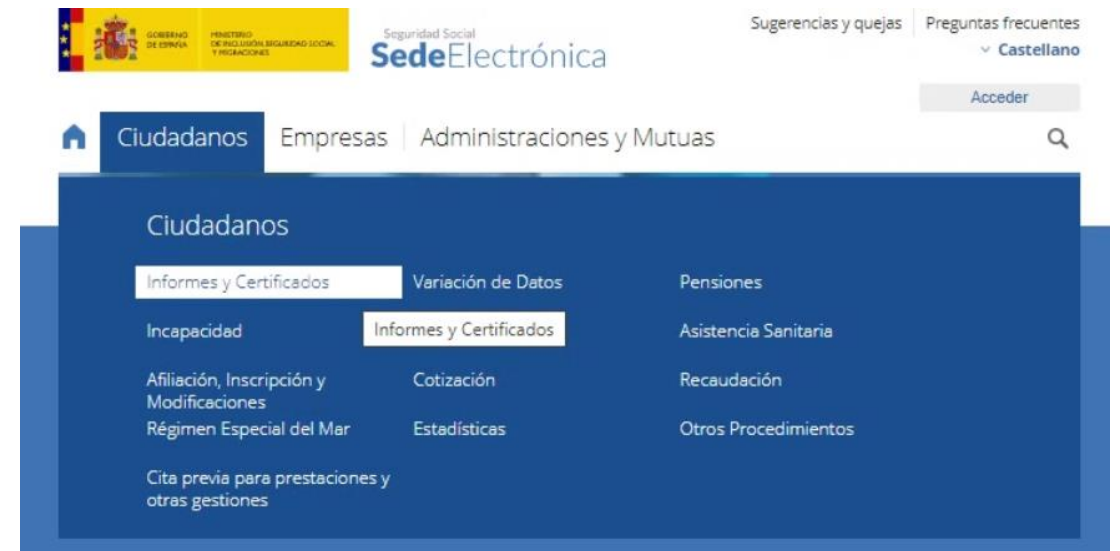 GOBIERNO
DE ESPAÑA
MINISTERIO
DE INCLUSIÓN, SEGURIDAD SOCIAL
Y MIGRACIONES
Seguridad Social
SedeElectrónica
Sugerencias y quejas
Preguntas frecuentes
Castellano
Acceder
Ciudadanos
Empresas
Administraciones y Mutuas
Ciudadanos
Informes y Certificados
Variación de Datos
Pensiones
Incapacidad
Informes y Certificados
Asistencia Sanitaria
Afiliación, Inscripción y
Modificaciones
Cotización
Recaudación
Régimen Especial del Mar
Estadísticas
Otros Procedimientos
Cita previa para prestaciones y
otras gestiones